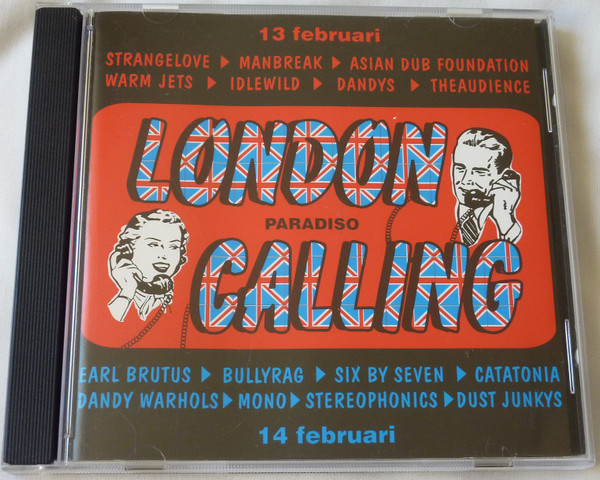 13 februari
STRANGELOVE ▶ MANBREAK ▶ ASIAN DUB FOUNDATION
WARM JETS ▶ IDLEWILD ▶ DANDYS ▶ THEAUDIENCE
LONDON
PARADISO
CALLING
EARL BRUTUS ▶ BULLYRAG ▶ SIX BY SEVEN ▶ CATATONIA
DANDY WARHOLS ▶ MONO ▶ STEREOPHONICS ▶ DUST JUNKYS
14 februari